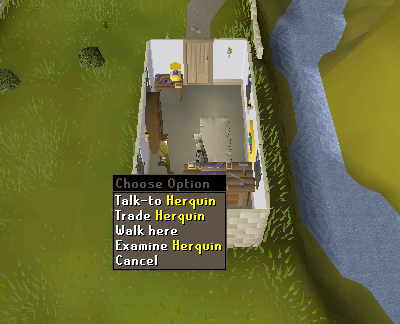 Choose Option
Talk-to Herquin
Trade Herquin
Walk here
Examine Herquin
Cancel